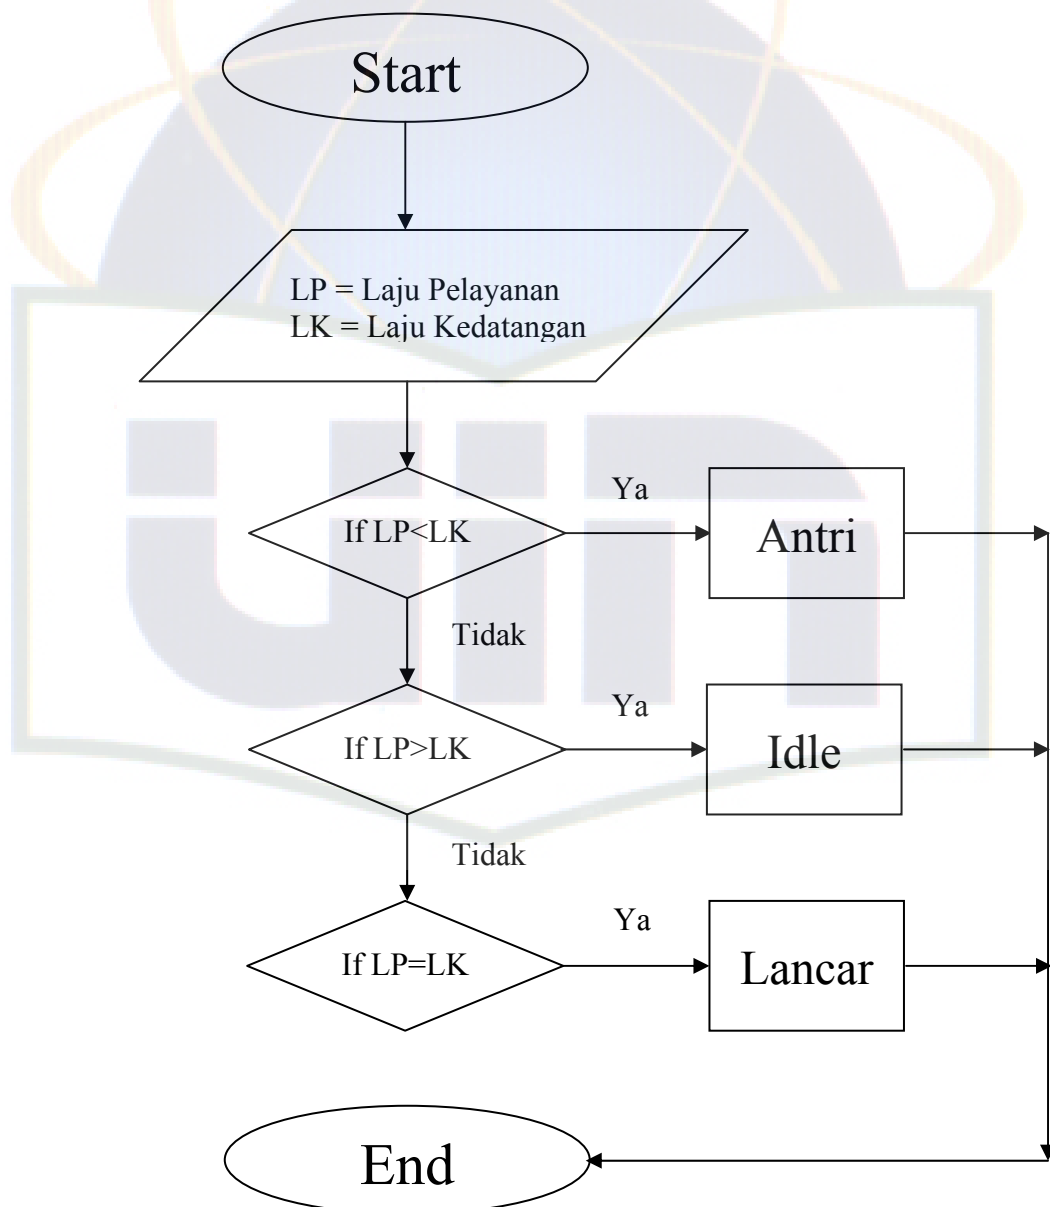 Start
LP = Laju Pelayanan
LK = Laju Kedatangan
Ya
If LP<LK
Antri
Tidak
Ya
If LP>LK
Idle
Tidak
Ya
If LP=LK
Lancar
End
uin